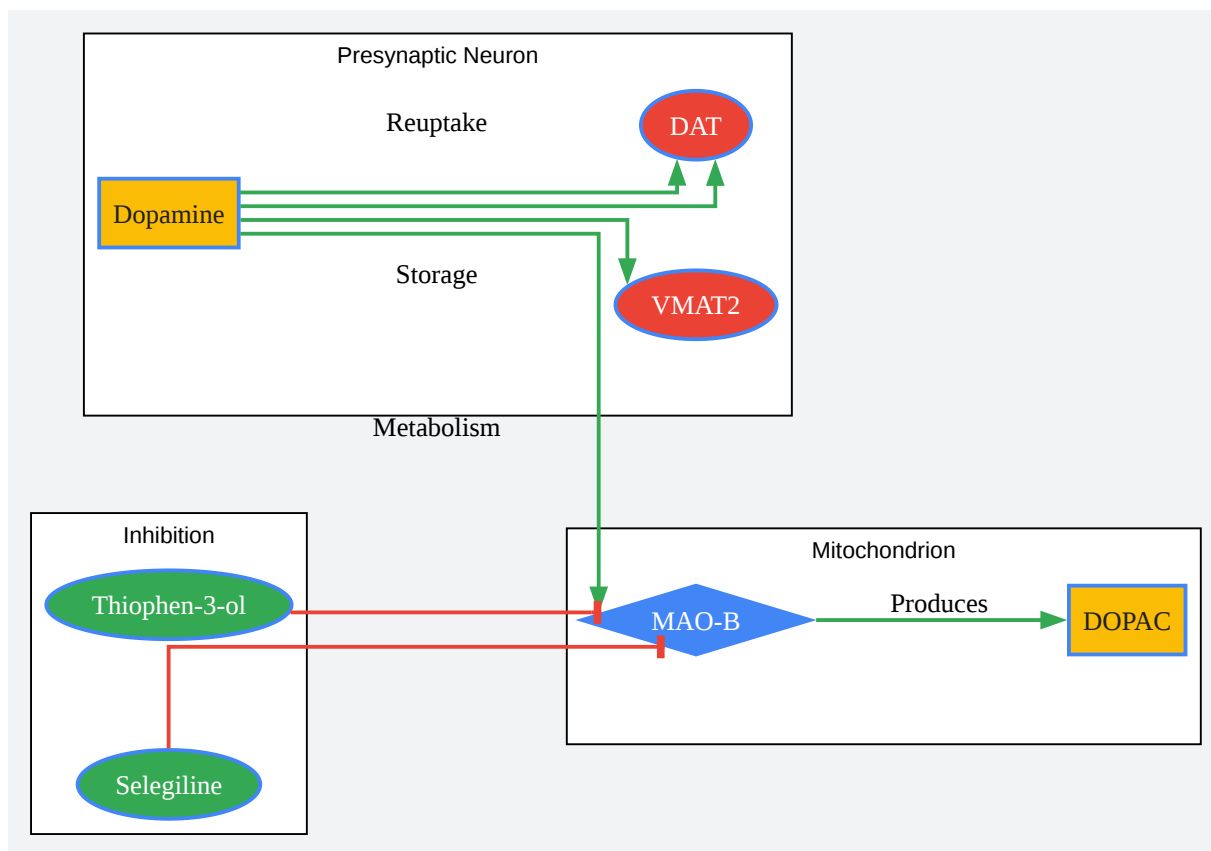 Presynaptic Neuron
Reuptake
DAT
Dopamine
Storage
VMAT2
Metabolism
Inhibition
Thiophen-3-ol
Selegiline
Mitochondrion
MAO-B
Produces
DOPAC